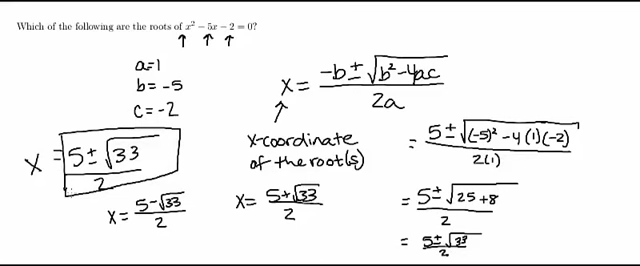 Which of the following are the roots of x² − 5x − 2 = 0?
a=1
b = -5
c = -2
x = (-b ± √(b² - 4ac)) / 2a
x-coordinate
of the root(s)
= (5 ± √((-5)² - 4(1)(-2))) / 2(1)
x = (5 ± √33) / 2
x = (5 - √33) / 2
x = (5 + √33) / 2
= (5 ± √(25 + 8)) / 2
= (5 ± √33) / 2